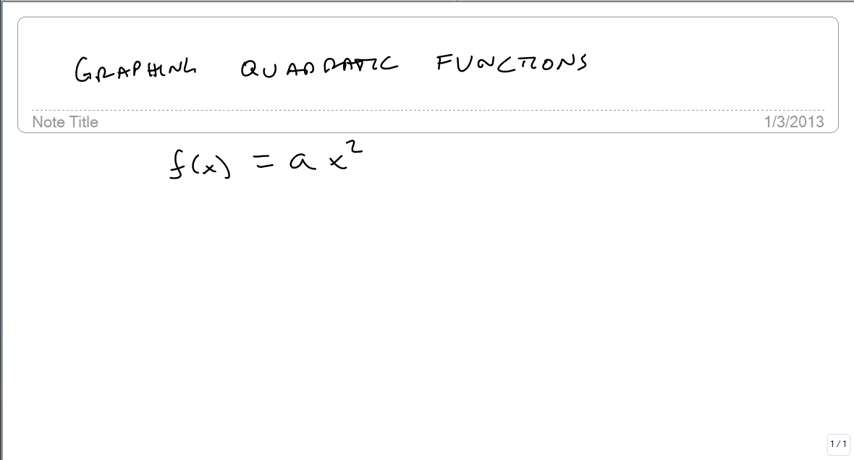 GRAPHING QUADRATIC FUNCTIONS
Note Title 1/3/2013
f(x) = ax²
1 / 1